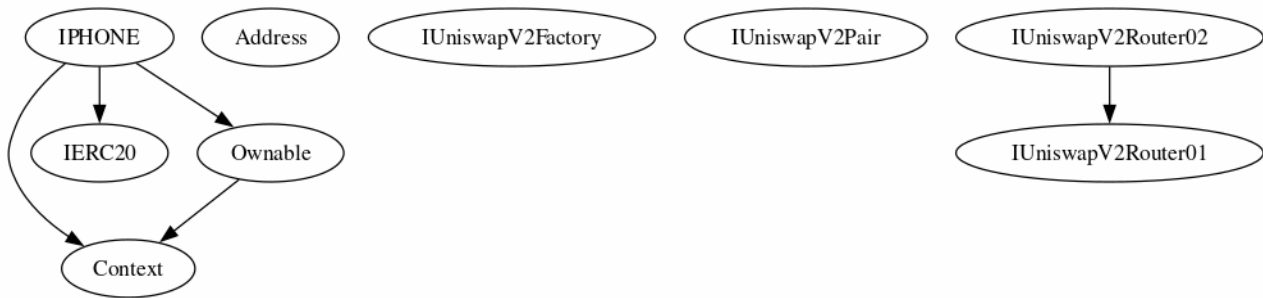 IPHONE
Address
IUniswapV2Factory
IUniswapV2Pair
IUniswapV2Router02
IERC20
Ownable
IUniswapV2Router01
Context